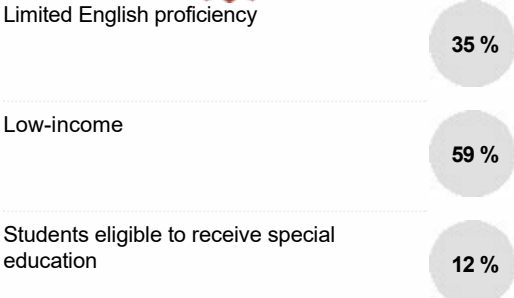 Limited English proficiency
35 %
Low-income
59 %
Students eligible to receive special
education
12 %